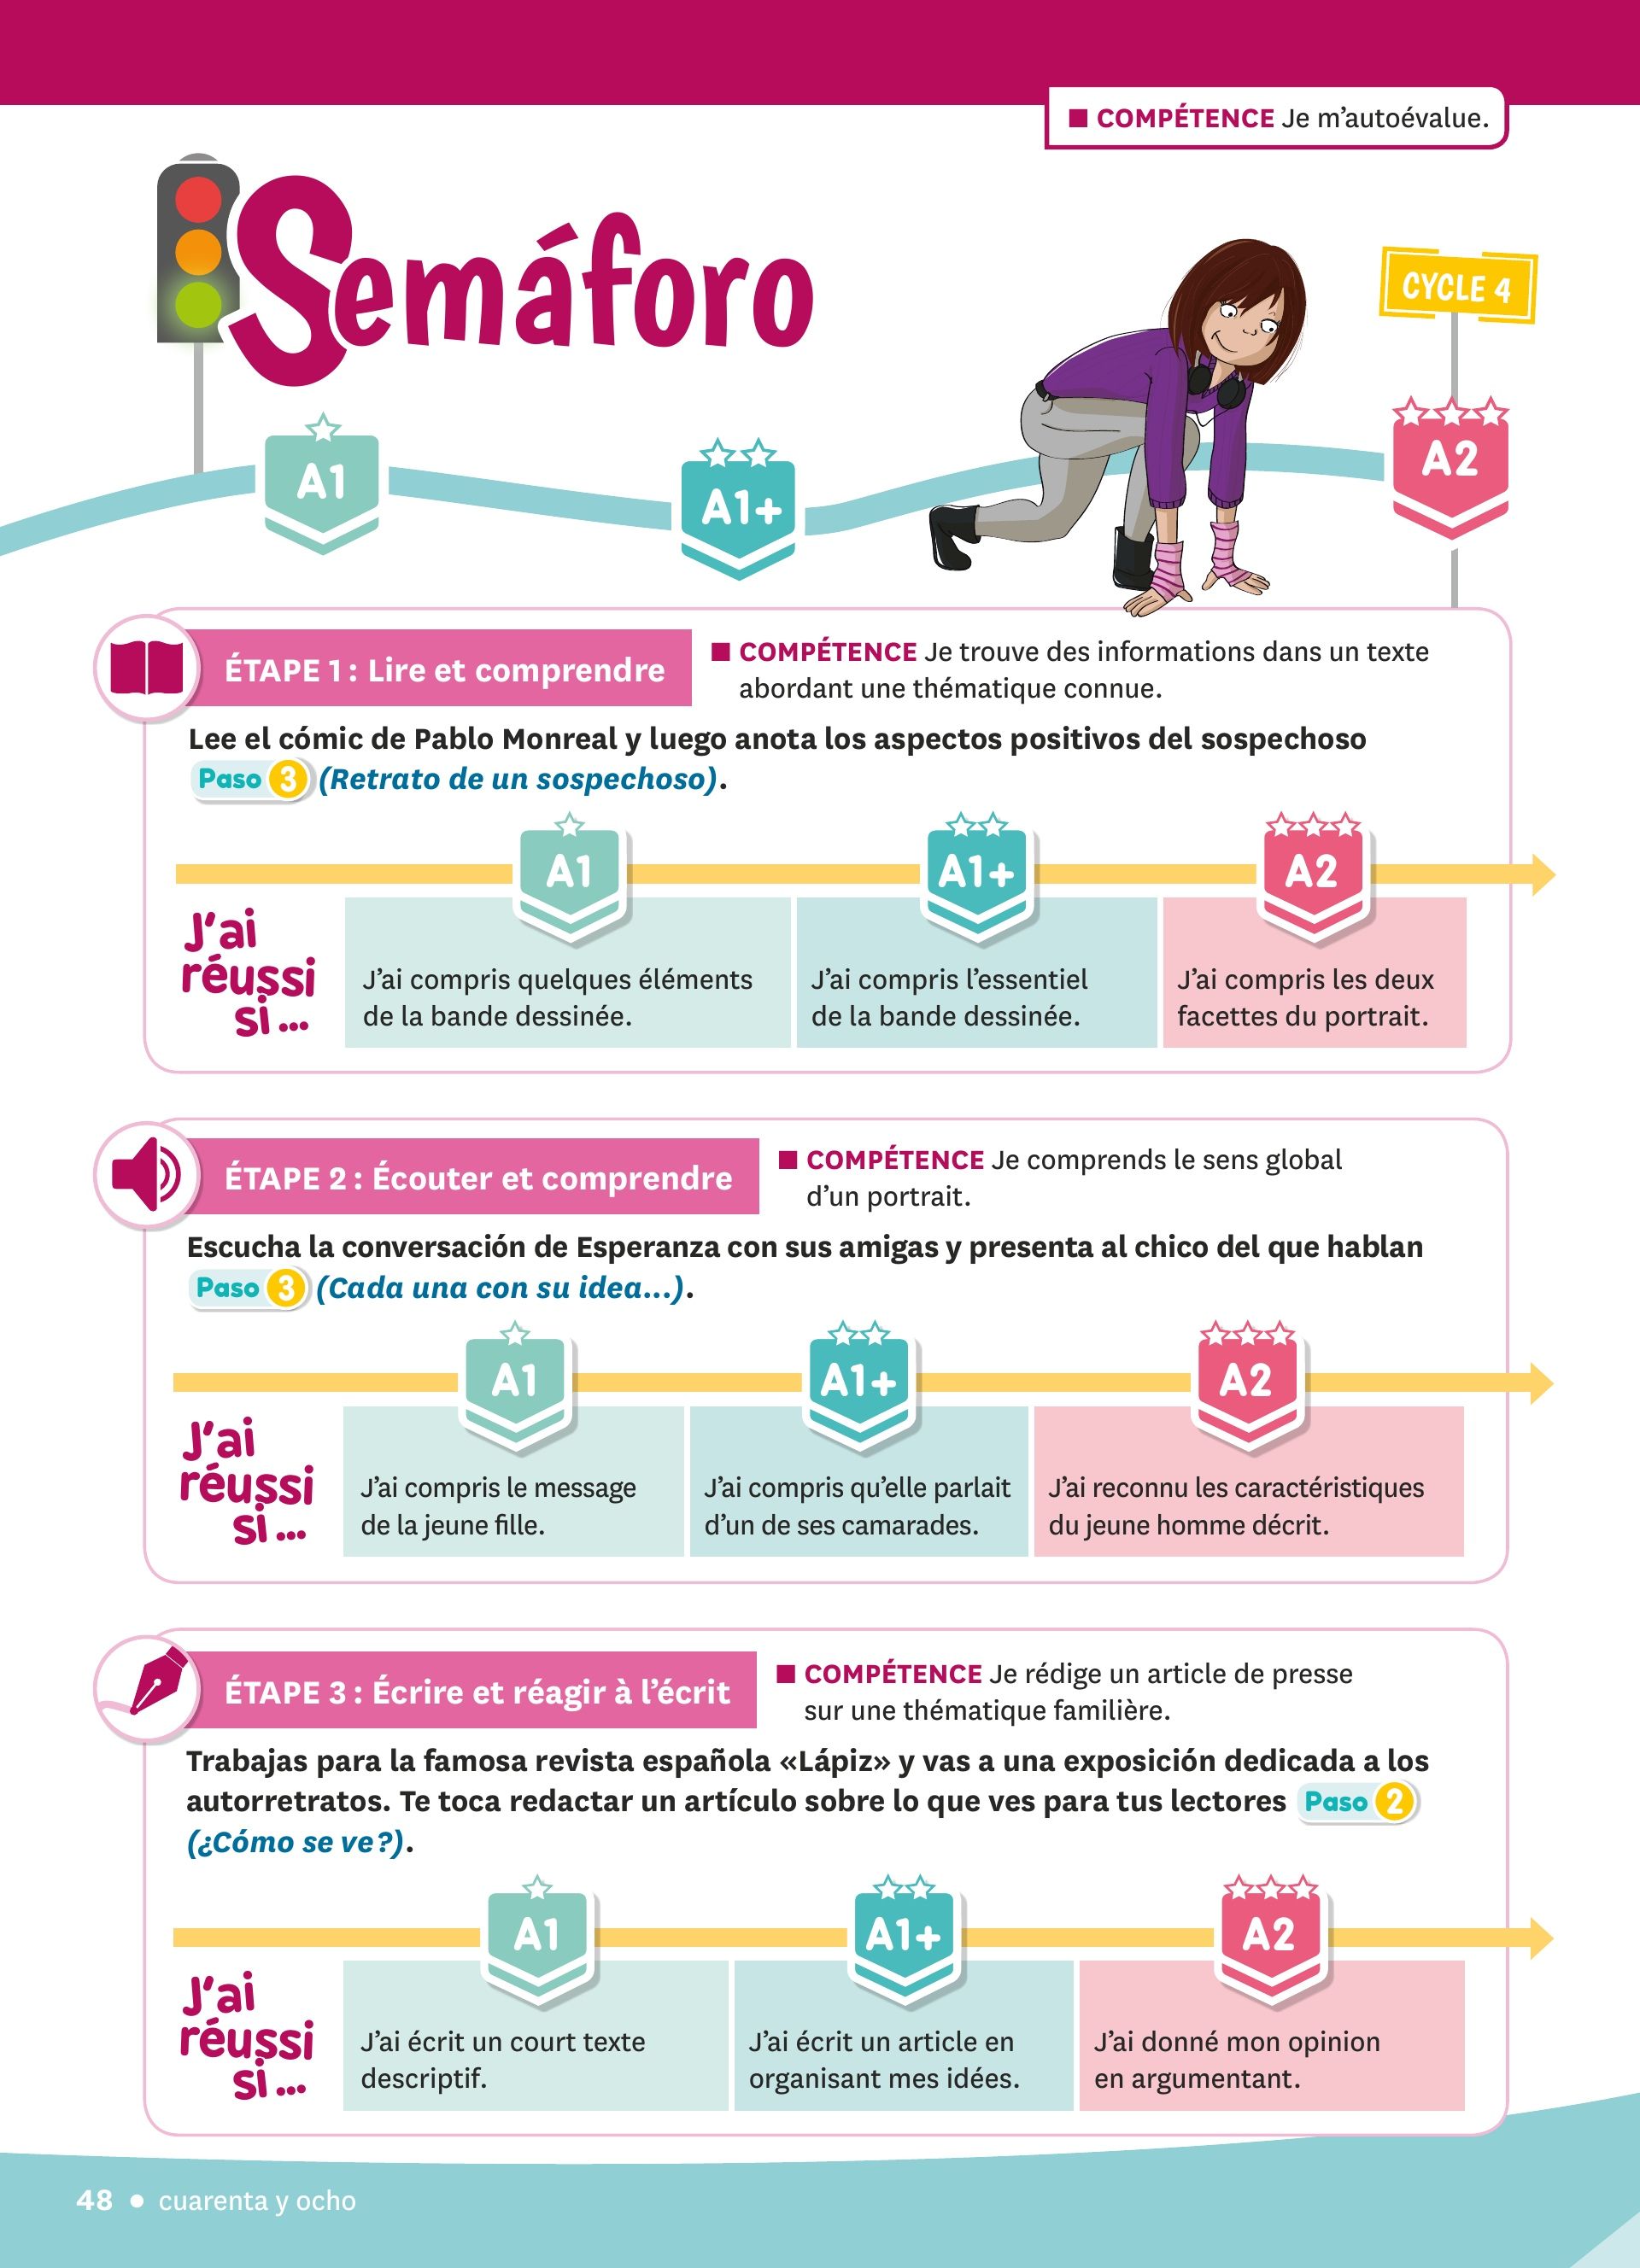 ■ COMPÉTENCE Je m'autoévalue.
Semáforo
CYCLE 4
A1
A1+
A2
ÉTAPE 1 : Lire et comprendre
■ COMPÉTENCE Je trouve des informations dans un texte
abordant une thématique connue.
Lee el cómic de Pablo Monreal y luego anota los aspectos positivos del sospechoso
Paso 3 (Retrato de un sospechoso).
A1
A1+
A2
J'ai
réussi
si ...
J'ai compris quelques éléments
de la bande dessinée.
J'ai compris l'essentiel
de la bande dessinée.
J'ai compris les deux
facettes du portrait.
ÉTAPE 2 : Écouter et comprendre
■ COMPÉTENCE Je comprends le sens global
d'un portrait.
Escucha la conversación de Esperanza con sus amigas y presenta al chico del que hablan
Paso 3 (Cada una con su idea...).
A1
A1+
A2
J'ai
réussi
si ...
J'ai compris le message
de la jeune fille.
J'ai compris qu'elle parlait
d'un de ses camarades.
J'ai reconnu les caractéristiques
du jeune homme décrit.
ÉTAPE 3 : Écrire et réagir à l'écrit
■ COMPÉTENCE Je rédige un article de presse
sur une thématique familière.
Trabajas para la famosa revista española «Lápiz» y vas a una exposición dedicada a los
autorretratos. Te toca redactar un artículo sobre lo que ves para tus lectores Paso 2
(¿Cómo se ve?).
A1
A1+
A2
J'ai
réussi
si ...
J'ai écrit un court texte
descriptif.
J'ai écrit un article en
organisant mes idées.
J'ai donné mon opinion
en argumentant.
48 • cuarenta y ocho